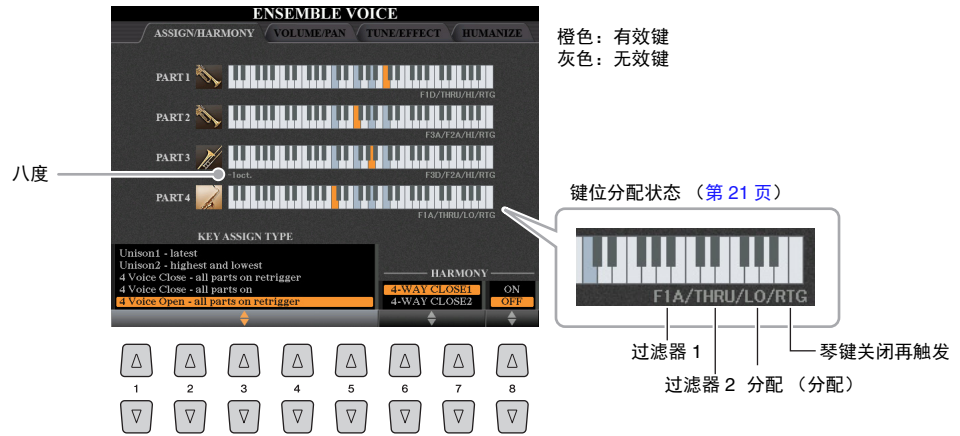 ENSEMBLE VOICE
ASSIGN/HARMONY VOLUME/PAN TUNE/EFFECT HUMANIZE
橙色：有效键
灰色：无效键
PART 1
F1D/THRU/HI/RTG
PART 2
F3A/F2A/HI/RTG
PART 3
-1oct.
F3D/F2A/HI/RTG
八度
PART 4
F1A/THRU/LO/RTG
键位分配状态 （第 21 页）
F1A/THRU/LO/RTG
过滤器 1
琴键关闭再触发
过滤器 2 分配 （分配）
KEY ASSIGN TYPE
Unison1 - latest
Unison2 - highest and lowest
4 Voice Close - all parts on retrigger
4 Voice Close - all parts on
4 Voice Open - all parts on retrigger
HARMONY
4-WAY CLOSE1 ON
4-WAY CLOSE2 OFF
1 2 3 4 5 6 7 8